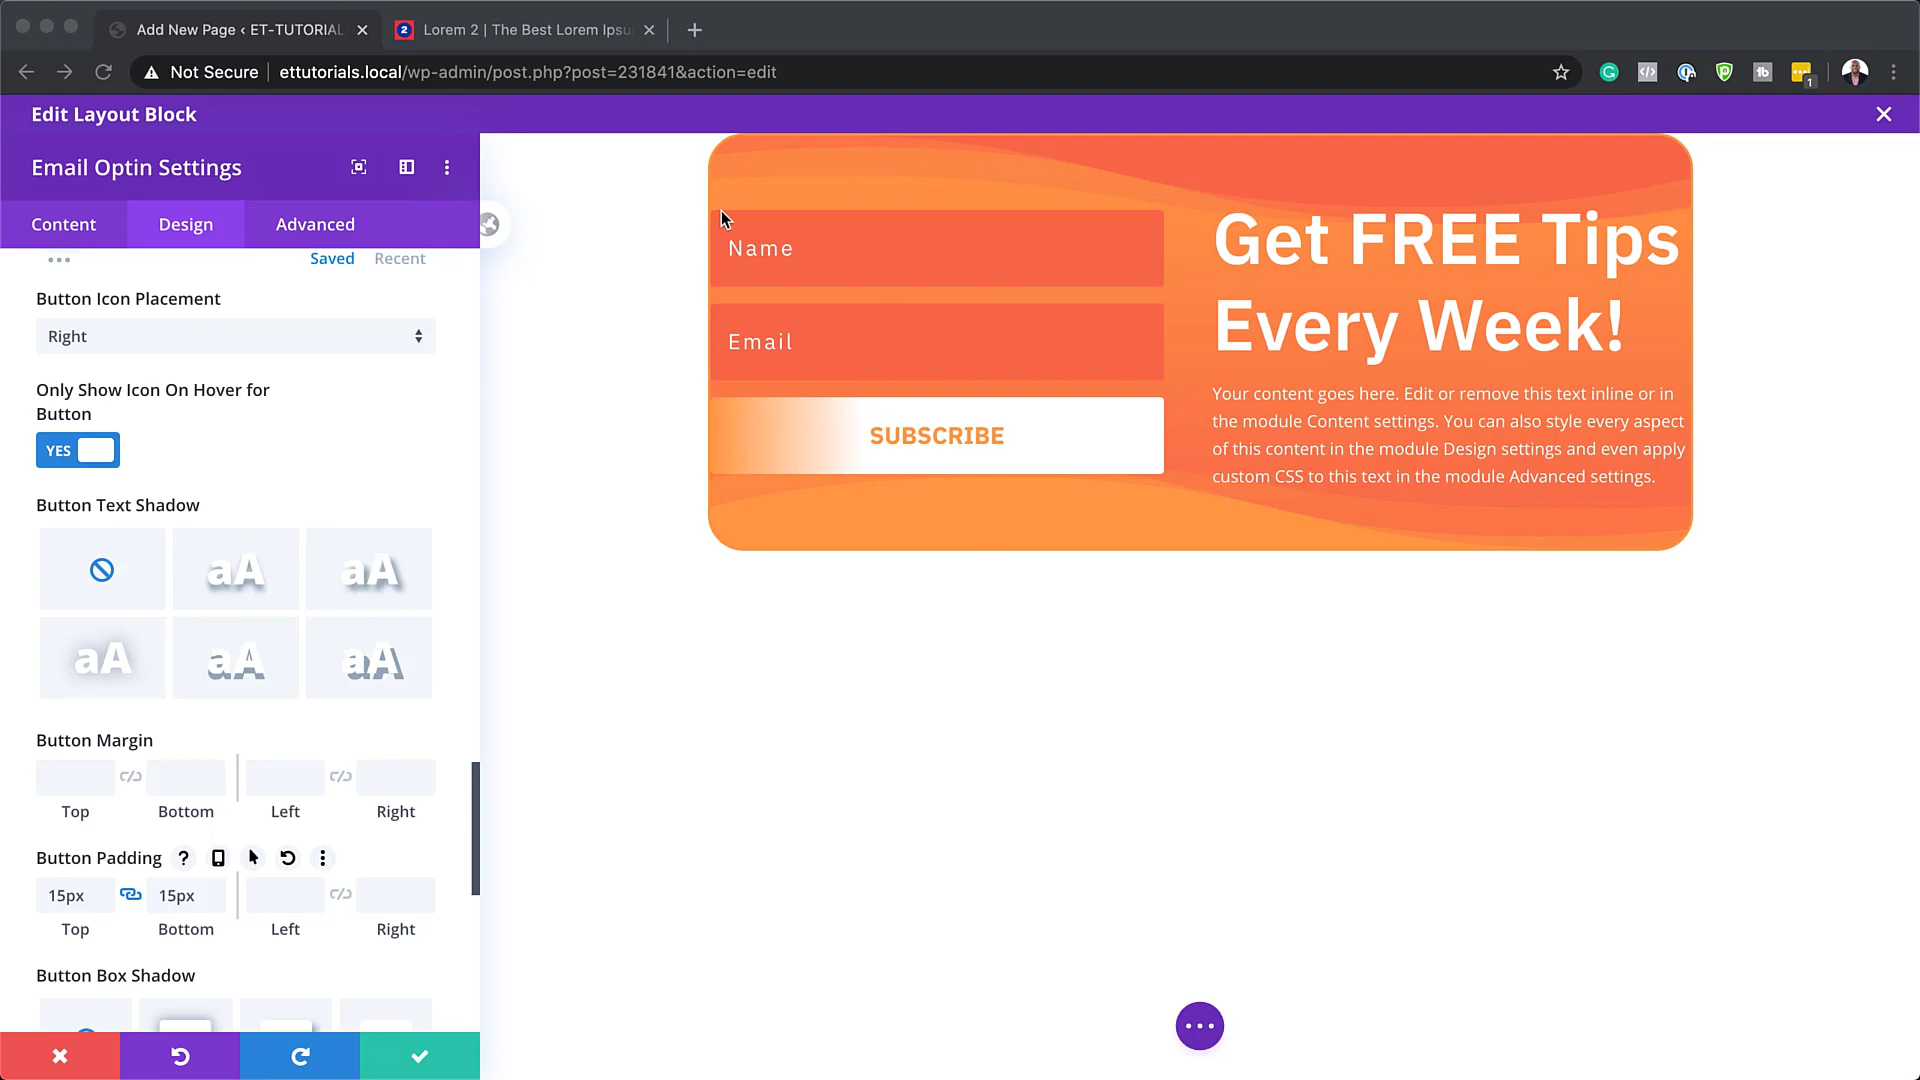 Add New Page ‹ ET-TUTORIAL
Lorem 2 | The Best Lorem Ipsu
Not Secure
ettutorials.local/wp-admin/post.php?post=231841&action=edit
1
Edit Layout Block
Email Optin Settings
Content
Design
Advanced
Saved
Recent
Button Icon Placement
Right
Only Show Icon On Hover for
Button
YES
Button Text Shadow
aA
aA
aA
aA
aA
Button Margin
Top
Bottom
Left
Right
Button Padding
15px
15px
Top
Bottom
Left
Right
Button Box Shadow
Name
Email
SUBSCRIBE
Get FREE Tips
Every Week!
Your content goes here. Edit or remove this text inline or in
the module Content settings. You can also style every aspect
of this content in the module Design settings and even apply
custom CSS to this text in the module Advanced settings.